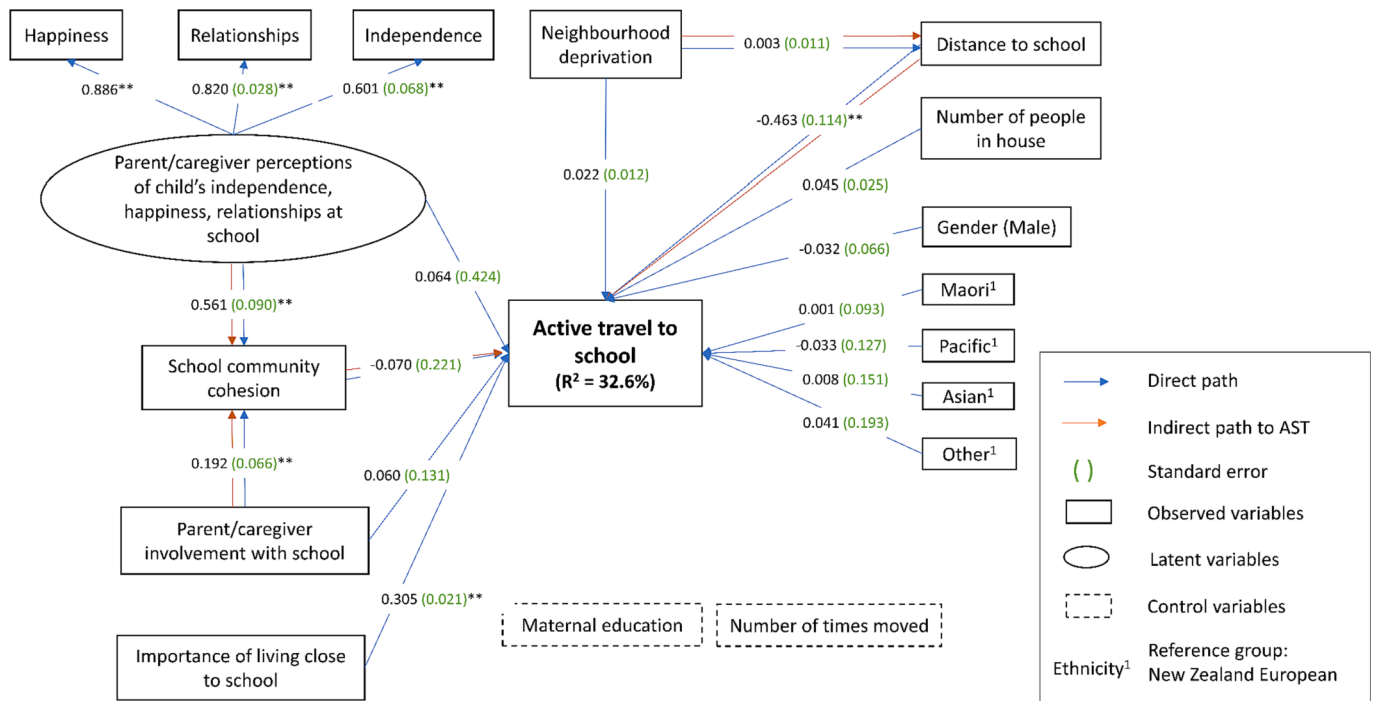 Happiness
Relationships
Independence
Neighbourhood
deprivation
Distance to school
0.003 (0.011)
0.886**
0.820 (0.028)**
0.601 (0.068)**
-0.463 (0.114)**
Number of people
in house
Parent/caregiver perceptions
of child's independence,
happiness, relationships at
school
0.022 (0.012)
0.045 (0.025)
Gender (Male)
-0.032 (0.066)
0.064 (0.424)
Maori¹
0.561 (0.090)**
0.001 (0.093)
Active travel to
school
(R² = 32.6%)
Pacific¹
-0.033 (0.127)
School community
cohesion
-0.070 (0.221)
0.008 (0.151)
Asian¹
0.041 (0.193)
Other¹
0.192 (0.066)**
0.060 (0.131)
Parent/caregiver
involvement with school
0.305 (0.021)**
Maternal education
Number of times moved
Importance of living close
to school
Direct path
Indirect path to AST
( )
Standard error
Observed variables
Latent variables
Control variables
Ethnicity¹
Reference group:
New Zealand European